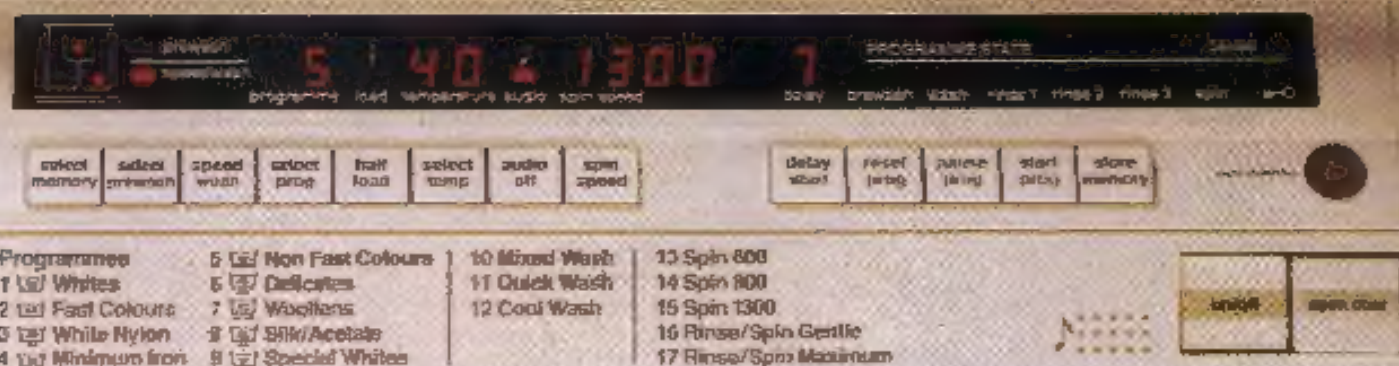 5 40 1300 7
PROGRAMME STATE
programme load temperature audio spin speed
delay prewash wash rinse 1 rinse 2 rinse 3 spin
select memory
select prewash
speed wash
select prog
half load
select temp
audio off
spin speed
delay start
reset prog
pause prog
start prog
store memory
Programmes
1 Whites
2 Fast Colours
3 White Nylon
4 Minimum Iron
5 Non Fast Colours
6 Delicates
7 Woollens
8 Silk/Acetate
9 Special Whites
10 Mixed Wash
11 Quick Wash
12 Cool Wash
13 Spin 600
14 Spin 800
15 Spin 1300
16 Rinse/Spin Gentle
17 Rinse/Spin Maximum
on/off
open door